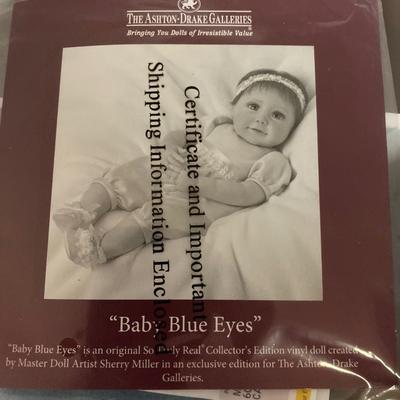 THE ASHTON-DRAKE GALLERIES
Bringing You Dolls of Irresistible Value
Certificate and Important
Shipping Information Enclosed
"Baby Blue Eyes"
"Baby Blue Eyes" is an original So Truly Real® Collector's Edition vinyl doll created
by Master Doll Artist Sherry Miller in an exclusive edition for The Ashton-Drake
Galleries.